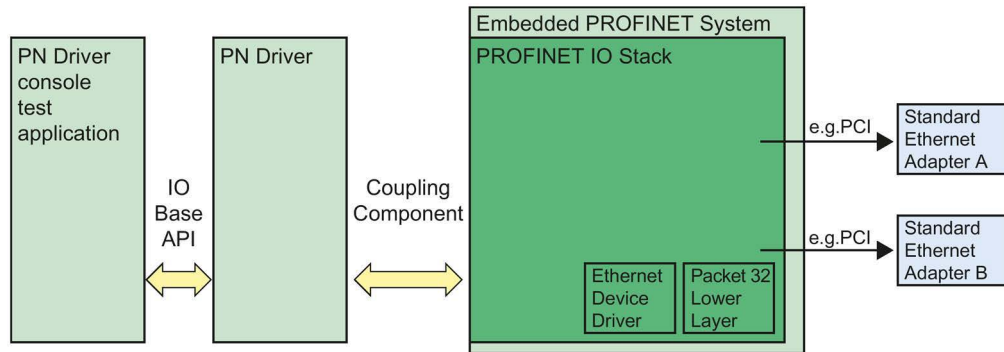 Embedded PROFINET System
PN Driver
console
test
application
PN Driver
PROFINET IO Stack
IO
Base
API
Coupling
Component
e.g.PCI
Standard
Ethernet
Adapter A
e.g.PCI
Standard
Ethernet
Adapter B
Ethernet
Device
Driver
Packet 32
Lower
Layer